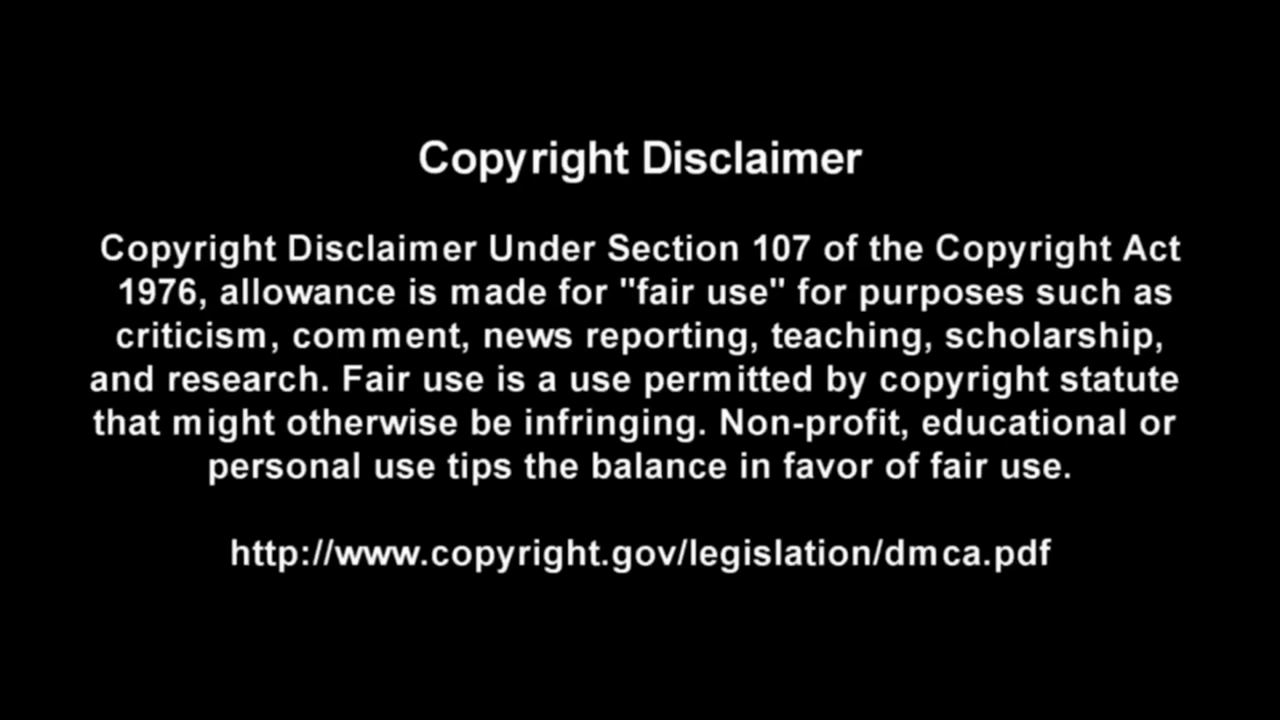 Copyright Disclaimer
Copyright Disclaimer Under Section 107 of the Copyright Act
1976, allowance is made for "fair use" for purposes such as
criticism, comment, news reporting, teaching, scholarship,
and research. Fair use is a use permitted by copyright statute
that might otherwise be infringing. Non-profit, educational or
personal use tips the balance in favor of fair use.
http://www.copyright.gov/legislation/dmca.pdf